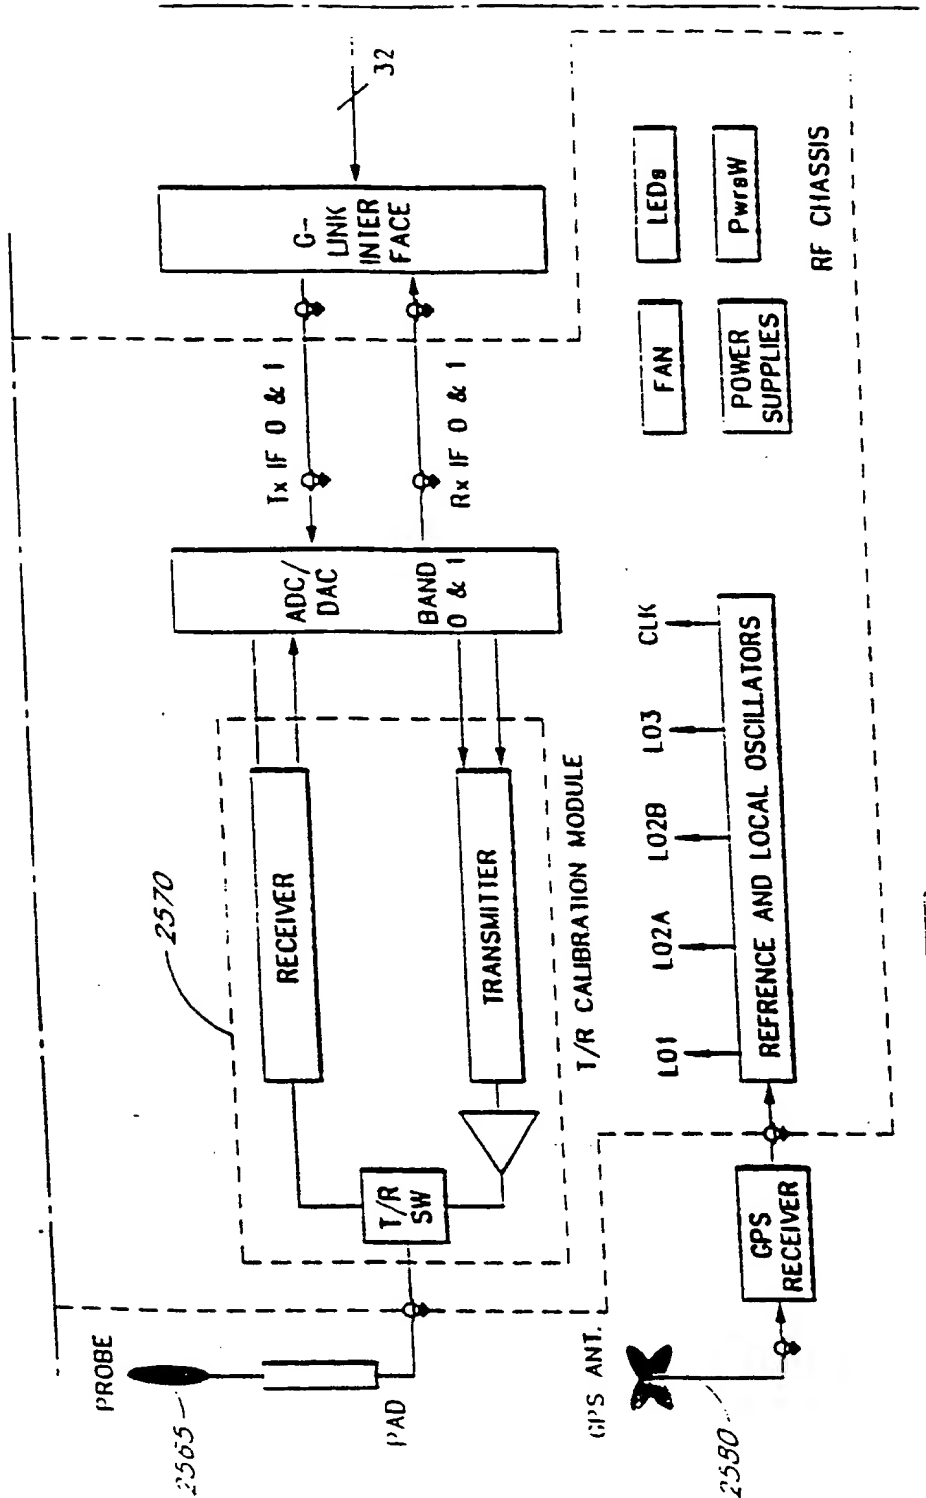 PROBE
2565
PAD
2570
T/R
SW
RECEIVER
TRANSMITTER
T/R CALIBRATION MODULE
ADC/
DAC
BAND
0 & 1
Tx IF 0 & 1
Rx IF 0 & 1
G-
LINK
INTER
FACE
32
GPS ANT.
2580
GPS
RECEIVER
LO1
LO2A
LO2B
LO3
CLK
REFRENCE AND LOCAL OSCILLATORS
FAN
LEDs
POWER
SUPPLIES
PwrsW
RF CHASSIS